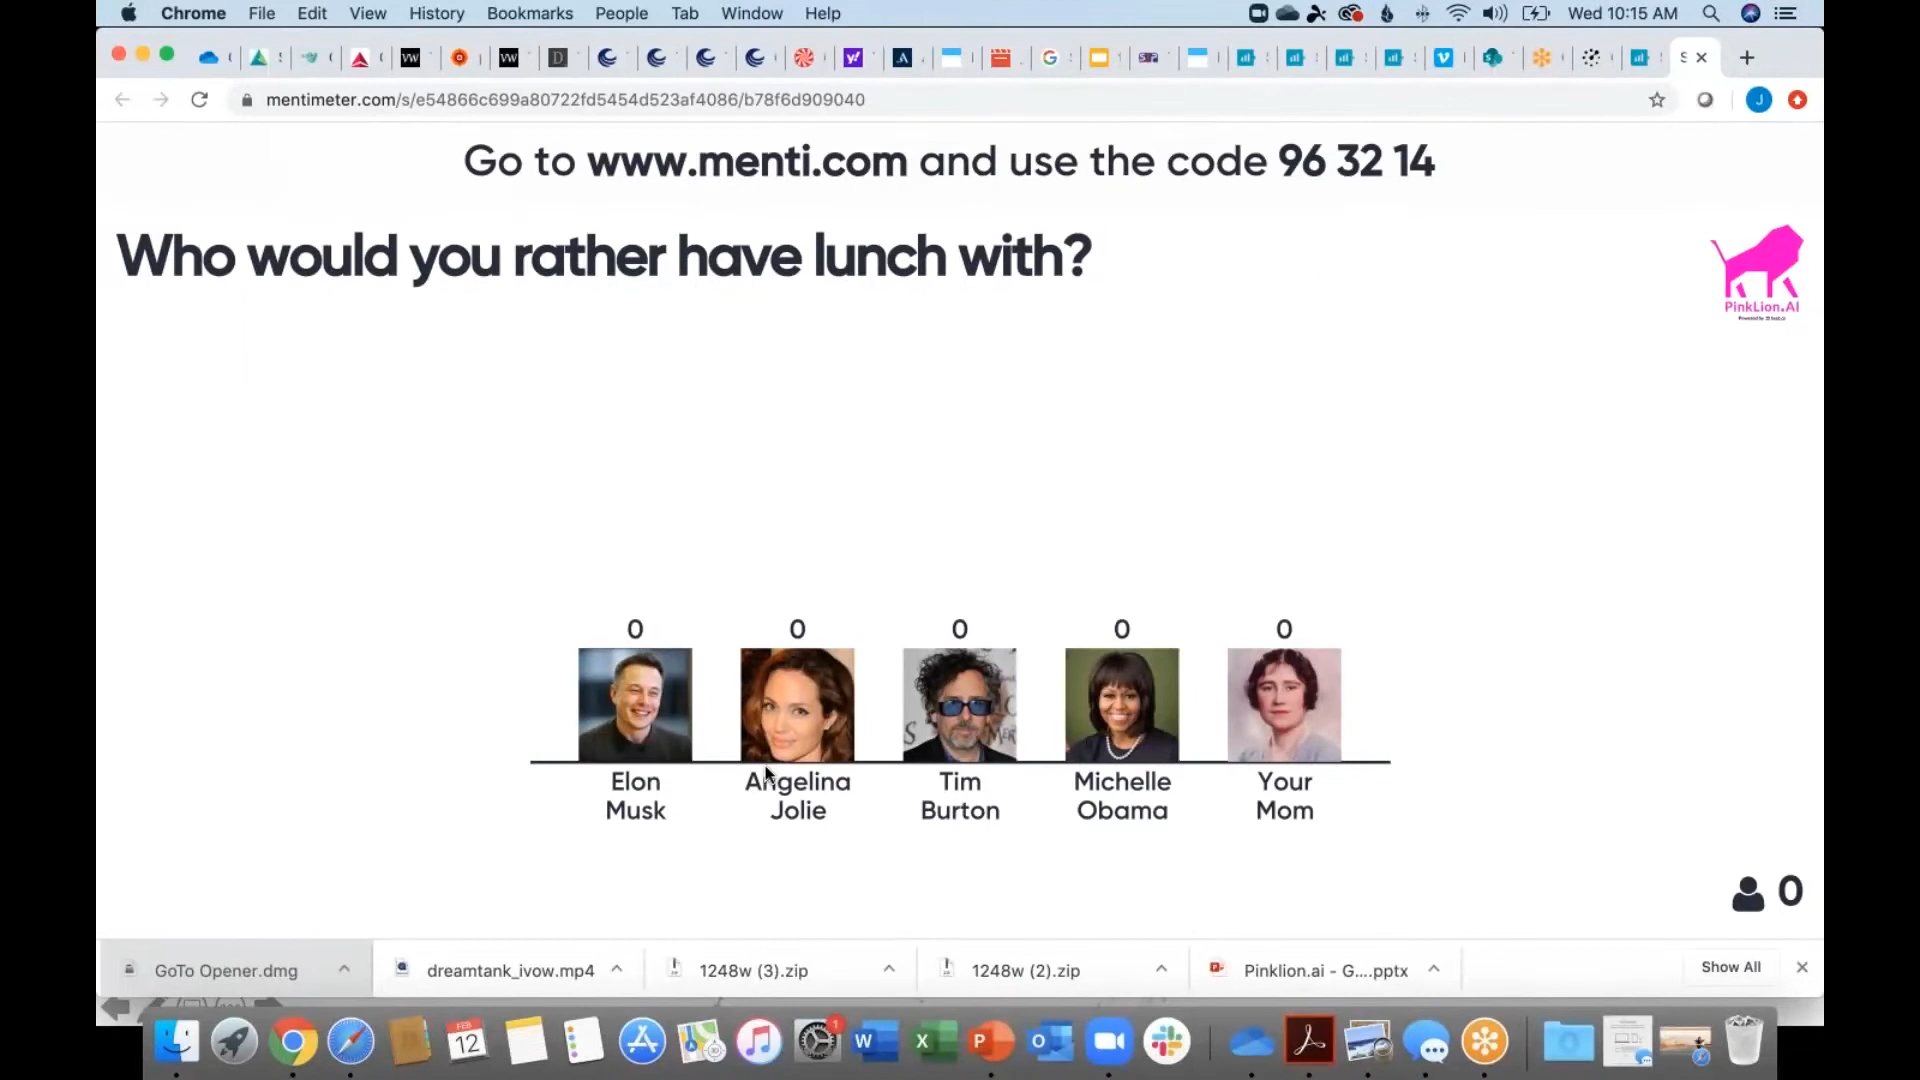 Chrome File Edit View History Bookmarks People Tab Window Help Wed 10:15 AM
mentimeter.com/s/e54866c699a80722fd5454d523af4086/b78f6d909040
J
Go to www.menti.com and use the code 96 32 14
Who would you rather have lunch with?
PinkLion.AI
0 0 0 0 0
Elon Musk
Angelina Jolie
Tim Burton
Michelle Obama
Your Mom
0
GoTo Opener.dmg
dreamtank_ivow.mp4
1248w (3).zip
1248w (2).zip
Pinklion.ai - G....pptx
Show All
FEB
12
1